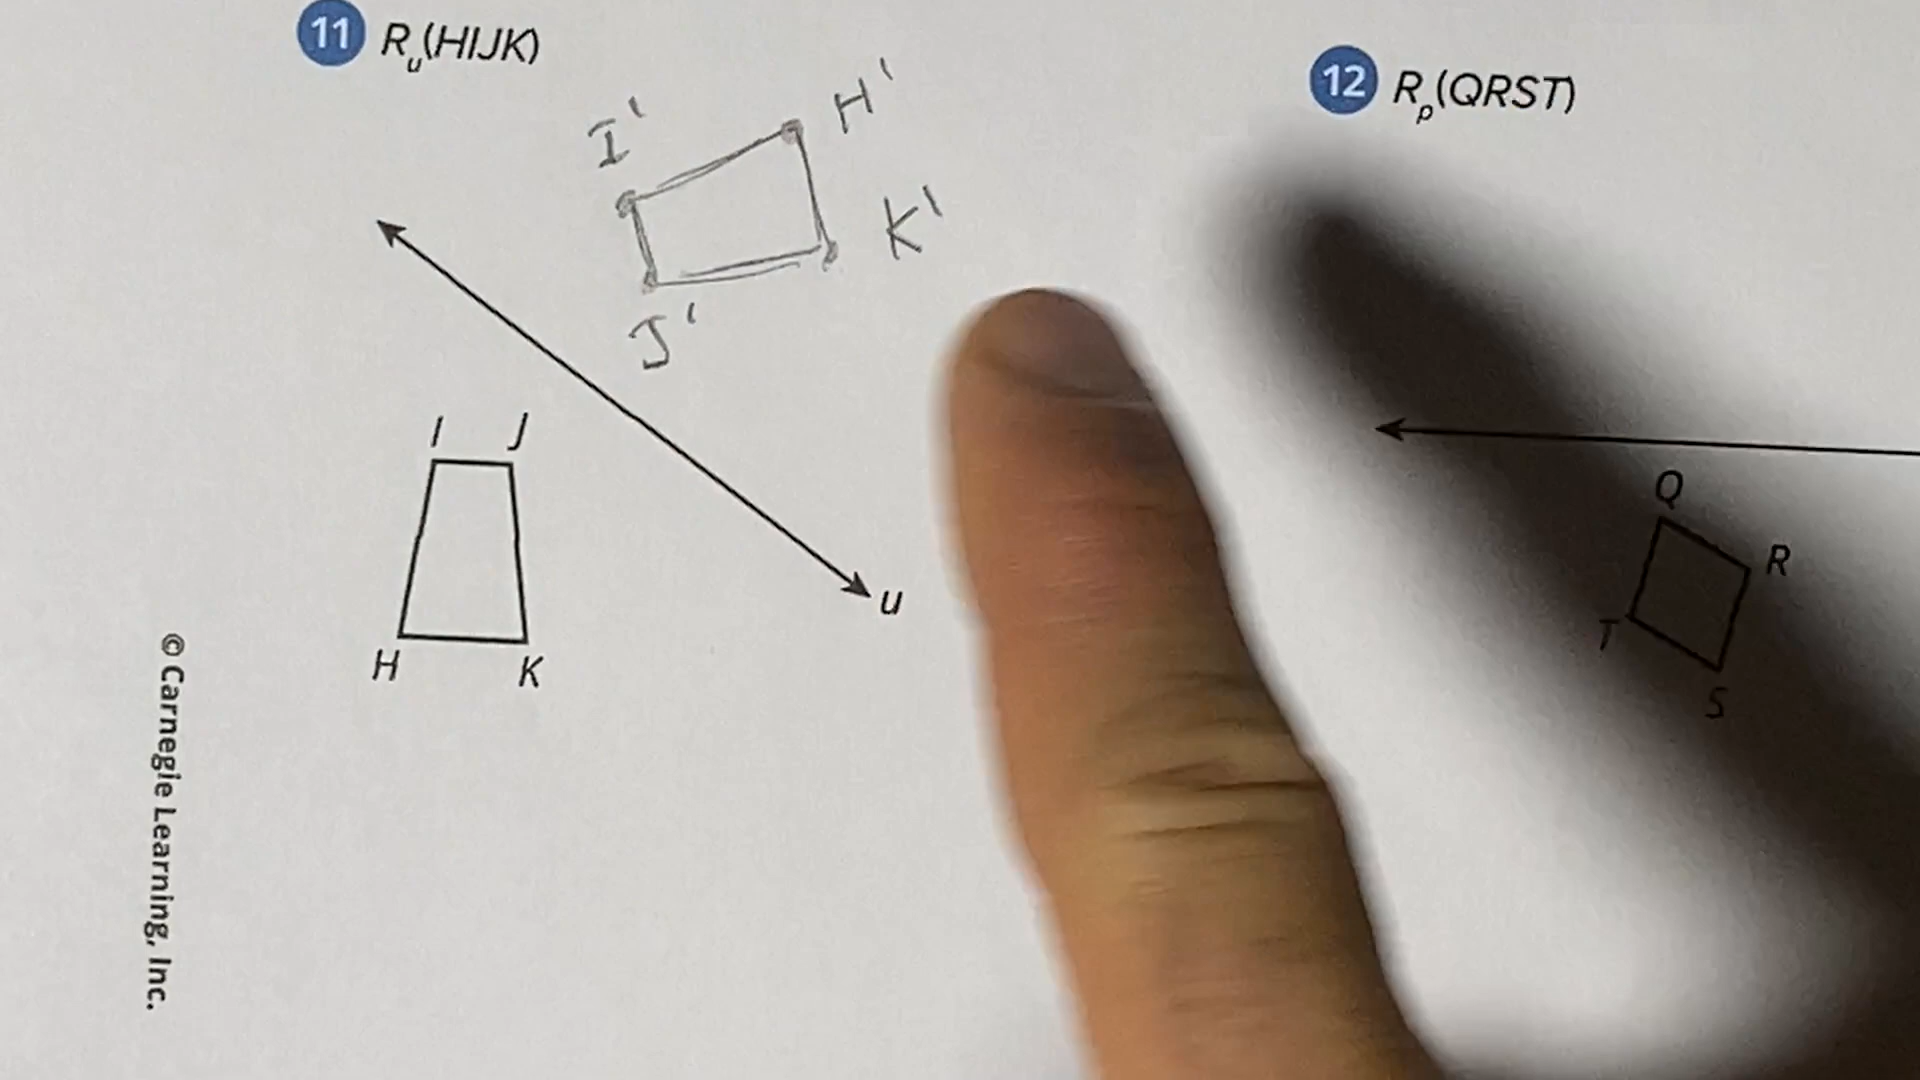 11 Rᵤ(HIJK)
I' H'
K'
J'
I J
H K
u
12 Rₚ(QRST)
Q
R
T
S
© Carnegie Learning, Inc.